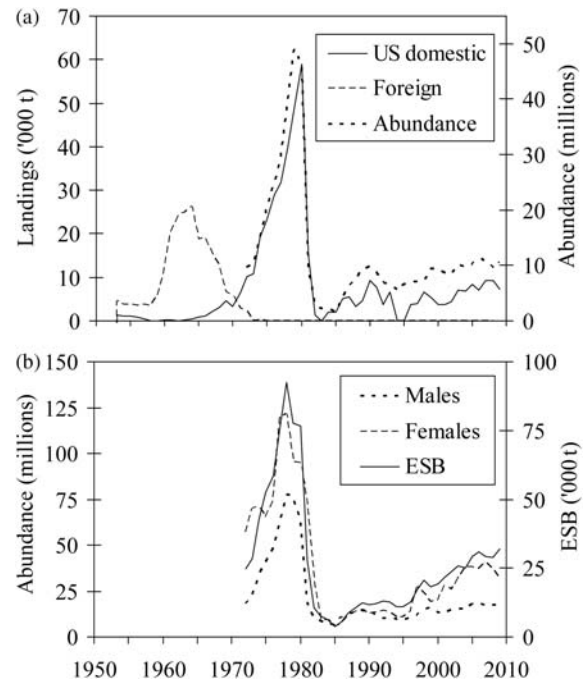 (a)
70
60
50
40
30
20
10
0
Landings ('000 t)
US domestic
Foreign
Abundance
50
40
30
20
10
0
Abundance (millions)
(b)
150
125
100
75
50
25
0
Abundance (millions)
Males
Females
ESB
100
75
50
25
0
ESB ('000 t)
1950 1960 1970 1980 1990 2000 2010